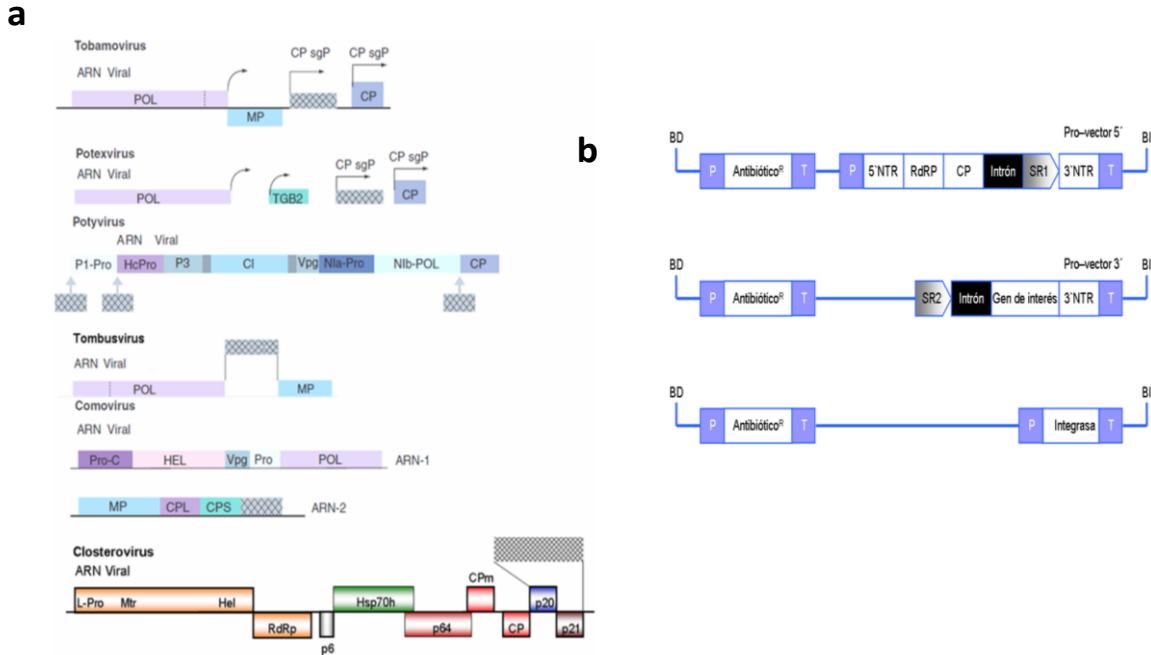 a
Tobamovirus
CP sgP CP sgP
ARN Viral
POL
CP
MP
Potexvirus
ARN Viral
CP sgP CP sgP
POL
TGB2
CP
Potyvirus
ARN Viral
P1-Pro HcPro P3 CI Vpg NIa-Pro NIb-POL CP
Tombusvirus
ARN Viral
POL MP
Comovirus
ARN Viral
Pro-C HEL Vpg Pro POL ARN-1
MP CPL CPS ARN-2
Closterovirus
ARN Viral
L-Pro Mtr Hel Hsp70h CPm p20
RdRp p6 p64 CP p21
b
Pro–vector 5´
BD BI
P Antibiótico^R T P 5´NTR RdRP CP Intrón SR1 3´NTR T
Pro–vector 3´
BD BI
P Antibiótico^R T SR2 Intrón Gen de interés 3´NTR T
BD BI
P Antibiótico^R T P Integrasa T